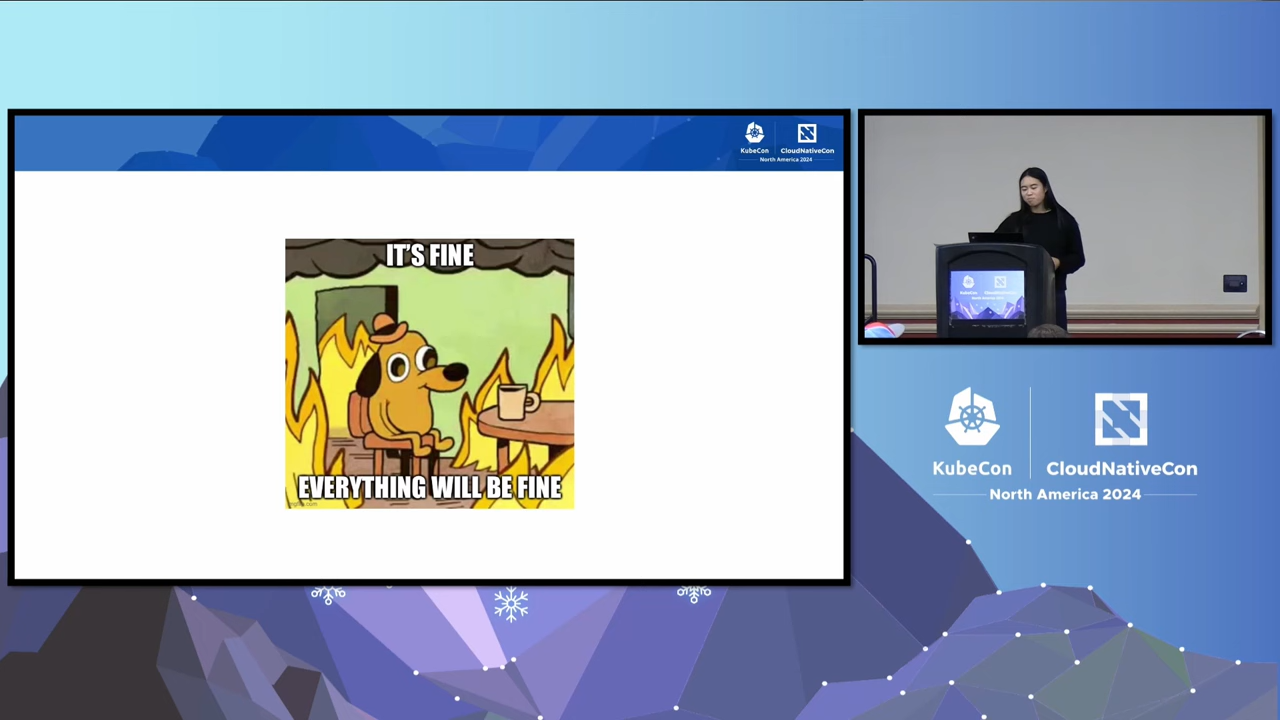 KubeCon
CloudNativeCon
North America 2024
IT'S FINE
EVERYTHING WILL BE FINE
KubeCon
CloudNativeCon
North America 2024